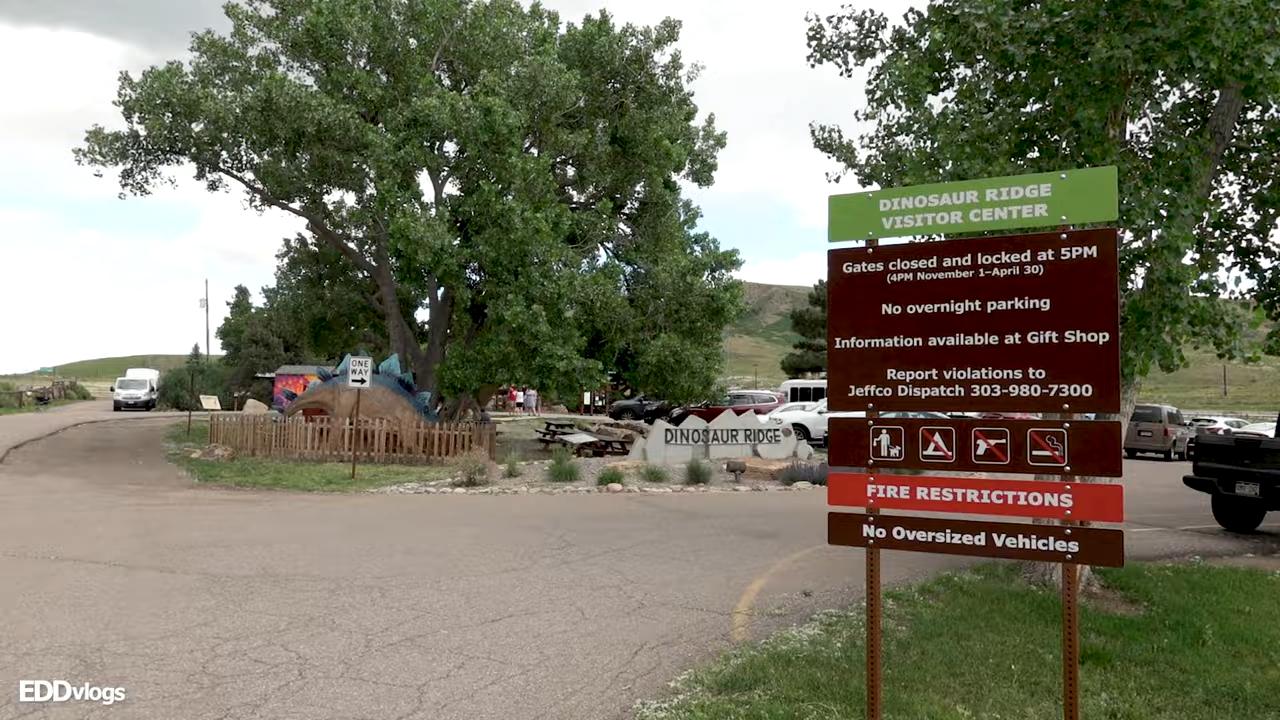 DINOSAUR RIDGE
VISITOR CENTER
Gates closed and locked at 5PM
(4PM November 1–April 30)
No overnight parking
Information available at Gift Shop
Report violations to
Jeffco Dispatch 303-980-7300
FIRE RESTRICTIONS
No Oversized Vehicles
ONE
WAY
DINOSAUR RIDGE
EDDvlogs